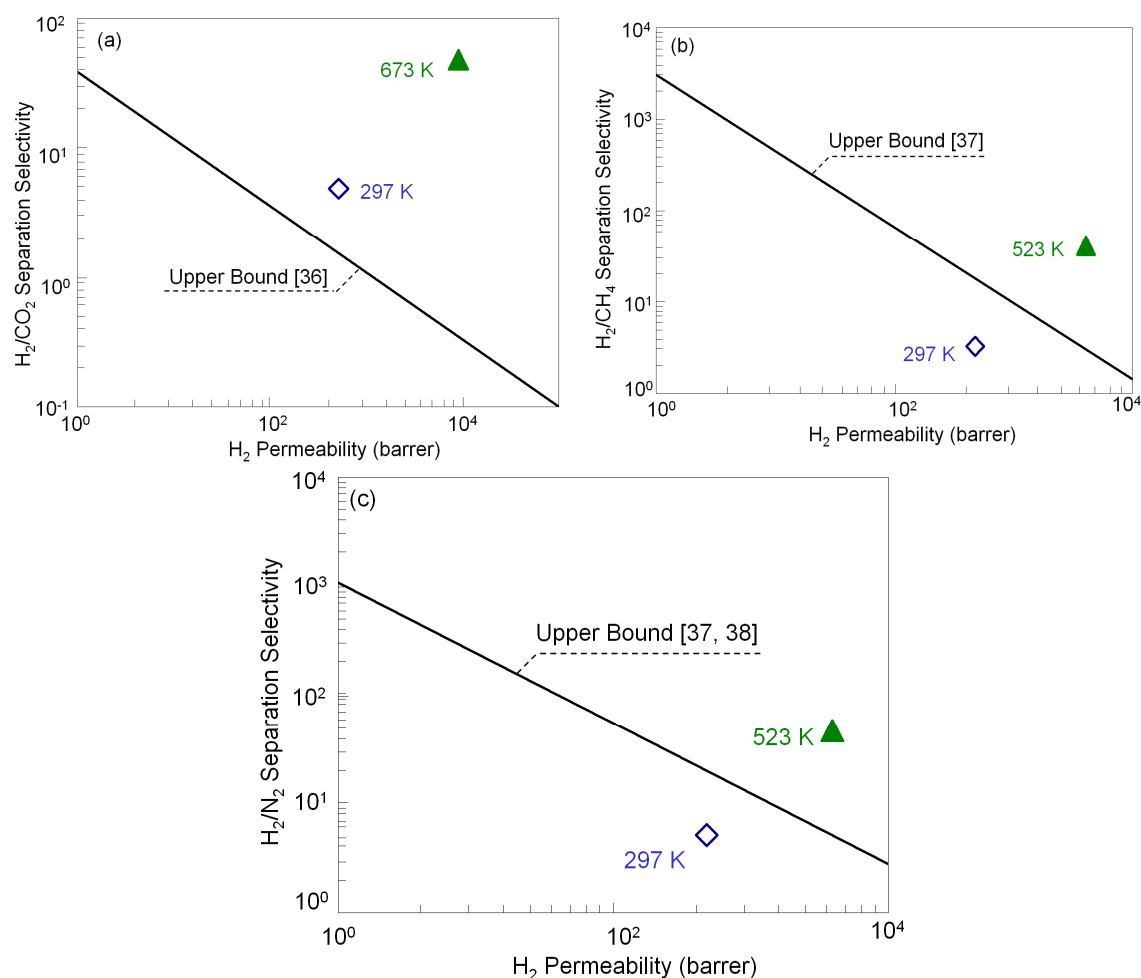 (a)
H₂/CO₂ Separation Selectivity
10²
10¹
10⁰
10⁻¹
673 K
297 K
Upper Bound [36]
10⁰
10²
10⁴
H₂ Permeability (barrer)
(b)
H₂/CH₄ Separation Selectivity
10⁴
10³
10²
10¹
10⁰
Upper Bound [37]
523 K
297 K
10⁰
10²
10⁴
H₂ Permeability (barrer)
(c)
H₂/N₂ Separation Selectivity
10⁴
10³
10²
10¹
10⁰
Upper Bound [37, 38]
523 K
297 K
10⁰
10²
10⁴
H₂ Permeability (barrer)